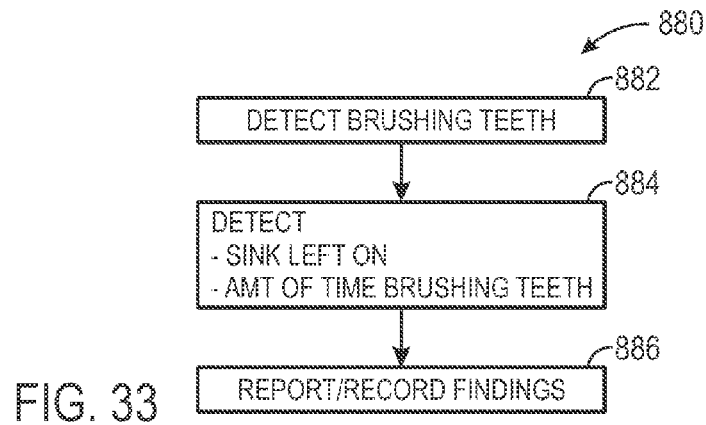 880
882
DETECT BRUSHING TEETH
884
DETECT
- SINK LEFT ON
- AMT OF TIME BRUSHING TEETH
886
REPORT/RECORD FINDINGS
FIG. 33